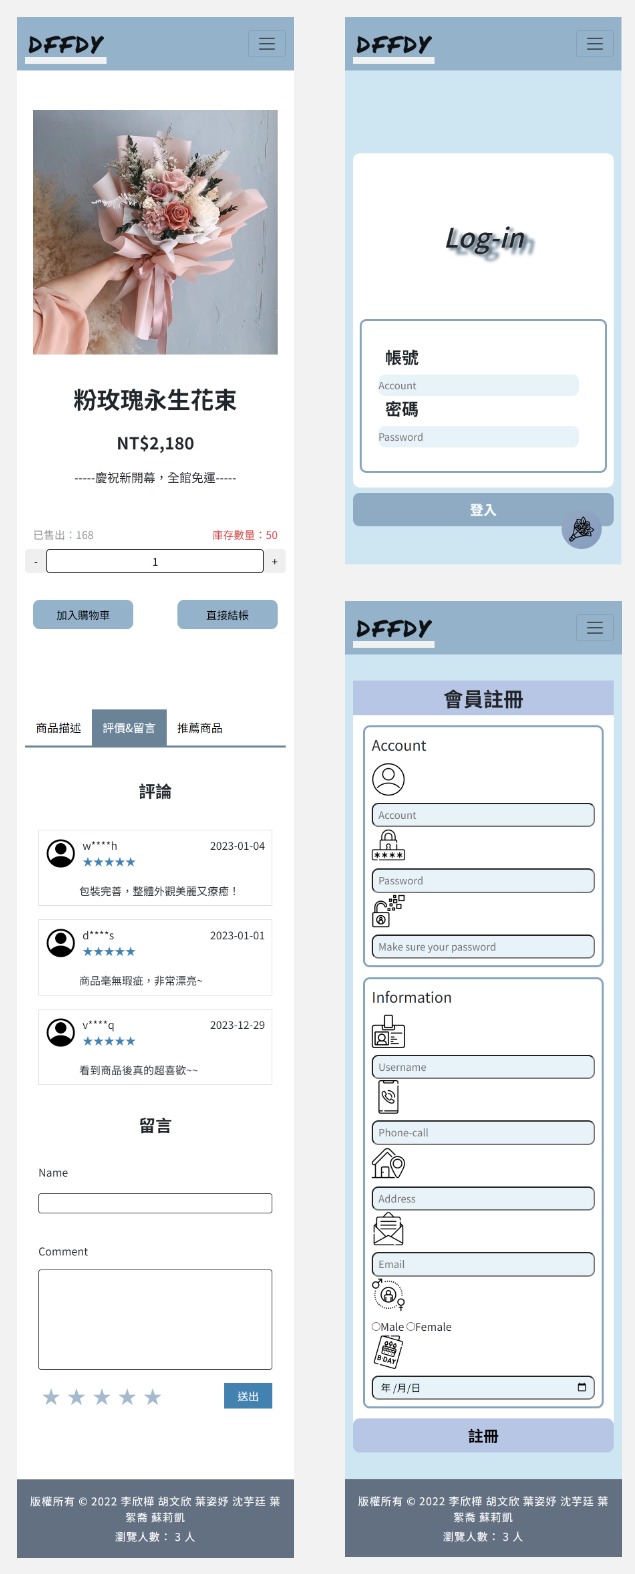 DFFDY
粉玫瑰永生花束
NT$2,180
-----慶祝新開幕，全館免運-----
已售出：168
庫存數量：50
- 1 +
加入購物車
直接結帳
商品描述
評價&留言
推薦商品
評論
w****h
2023-01-04
★★★★★
包裝完善，整體外觀美麗又療癒！
d****s
2023-01-01
★★★★★
商品毫無瑕疵，非常漂亮~
v****q
2023-12-29
★★★★★
看到商品後真的超喜歡~~
留言
Name
Comment
★ ★ ★ ★ ★
送出
版權所有 © 2022 李欣樺 胡文欣 葉姿妤 沈芋廷 葉
絮喬 蘇莉凱
瀏覽人數： 3 人
DFFDY
Log-in
帳號
Account
密碼
Password
登入
DFFDY
會員註冊
Account
Account
****
Password
Make sure your password
Information
Username
Phone-call
Address
Email
Male Female
B-DAY
年 /月/日
註冊
版權所有 © 2022 李欣樺 胡文欣 葉姿妤 沈芋廷 葉
絮喬 蘇莉凱
瀏覽人數： 3 人